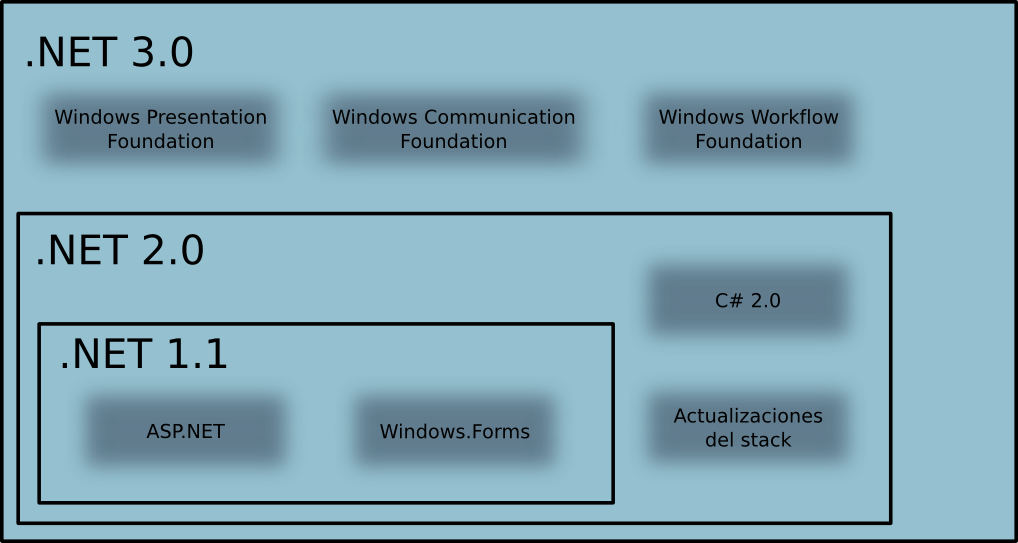 .NET 3.0
Windows Presentation
Foundation
Windows Communication
Foundation
Windows Workflow
Foundation
.NET 2.0
C# 2.0
.NET 1.1
ASP.NET
Windows.Forms
Actualizaciones
del stack